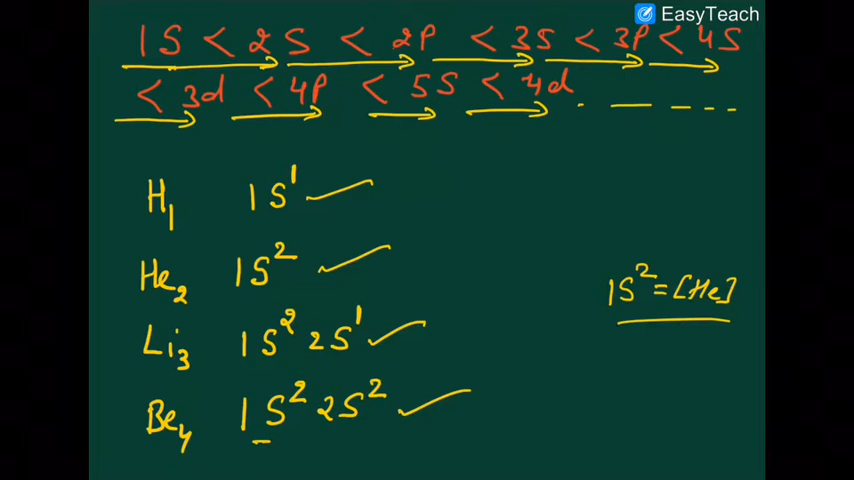 EasyTeach
1S < 2S < 2P < 3S < 3P < 4S
< 3d < 4P < 5S < 4d . — — - -
H₁ 1S¹
He₂ 1S²
1S² = [He]
Li₃ 1S² 2S¹
Be₄ 1S² 2S²